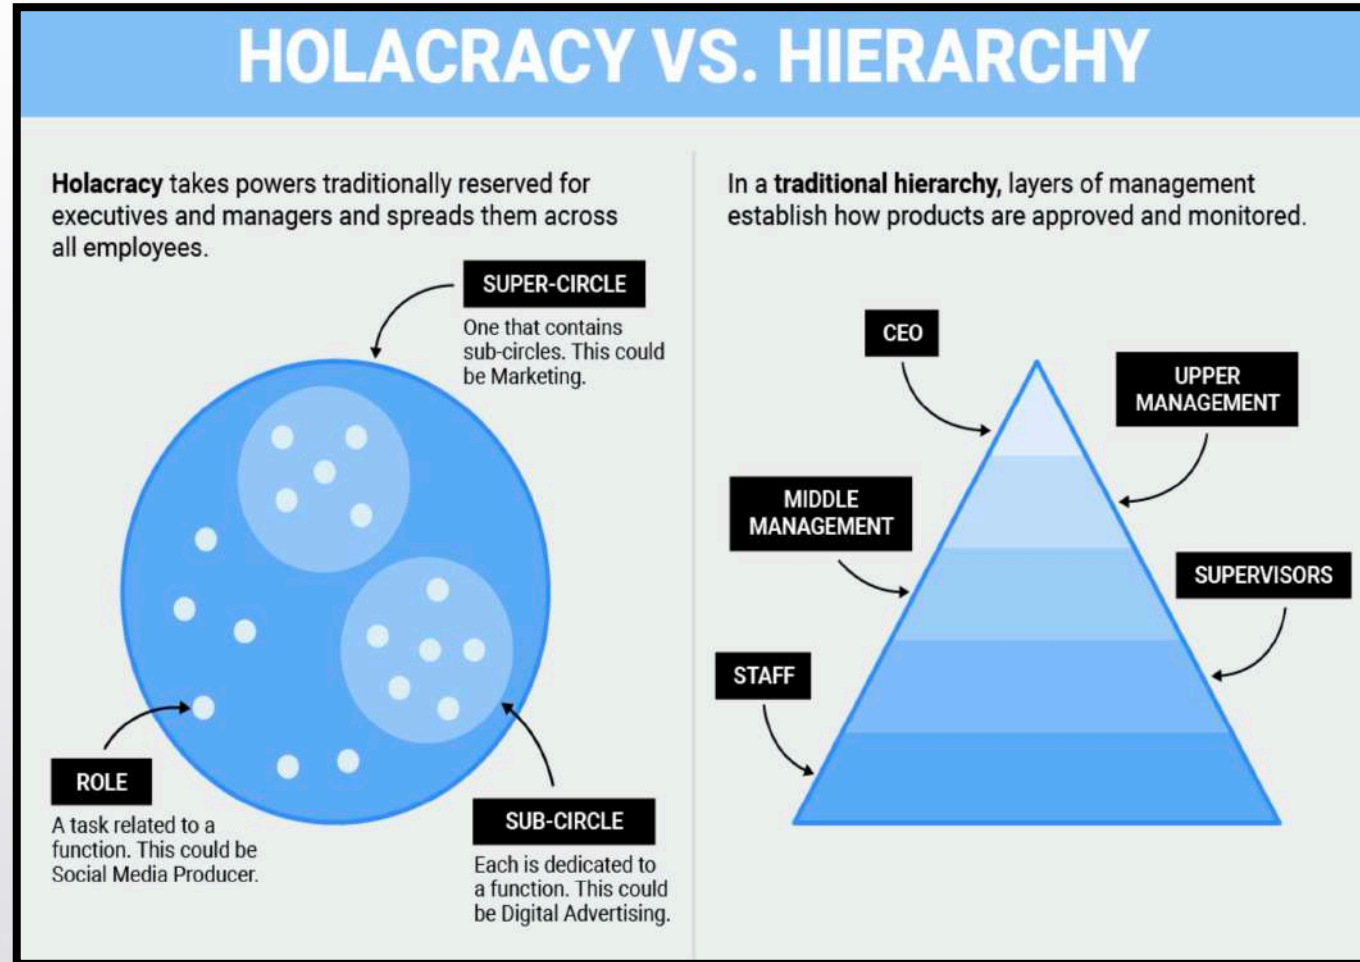 HOLACRACY VS. HIERARCHY
Holacracy takes powers traditionally reserved for
executives and managers and spreads them across
all employees.
SUPER-CIRCLE
One that contains
sub-circles. This could
be Marketing.
ROLE
A task related to a
function. This could be
Social Media Producer.
SUB-CIRCLE
Each is dedicated to
a function. This could
be Digital Advertising.
In a traditional hierarchy, layers of management
establish how products are approved and monitored.
CEO
UPPER
MANAGEMENT
MIDDLE
MANAGEMENT
SUPERVISORS
STAFF